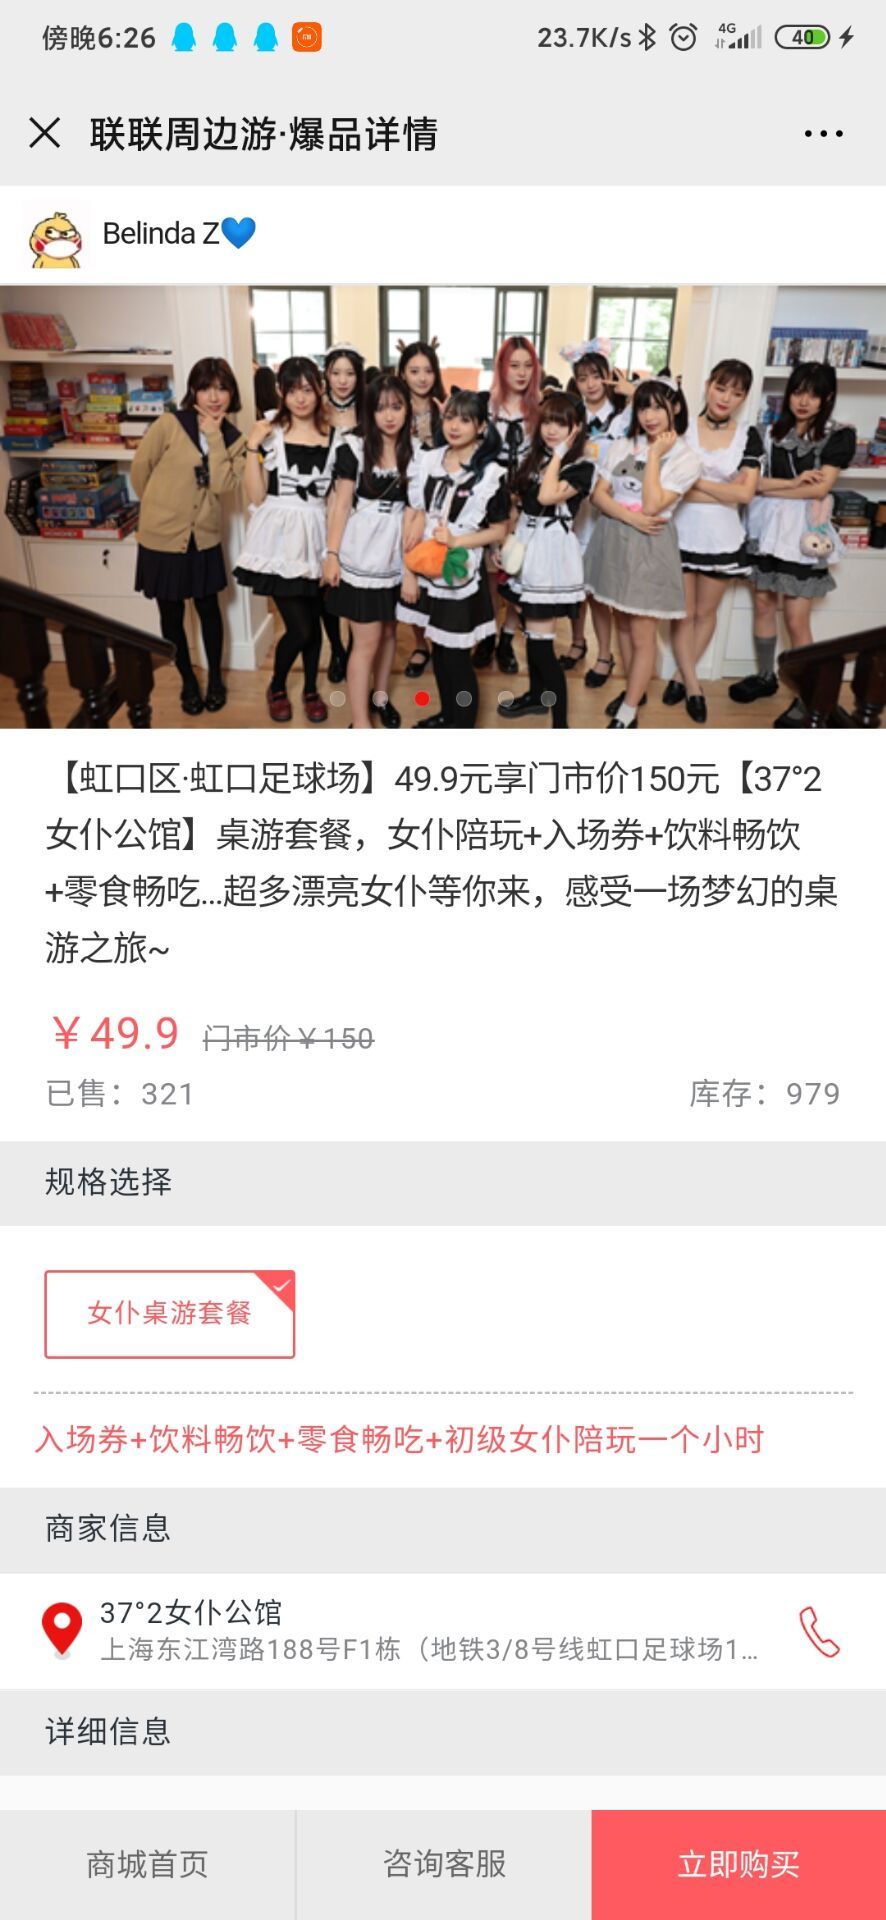 傍晚6:26
23.7K/s
4G
40
联联周边游·爆品详情
Belinda Z💙
【虹口区·虹口足球场】49.9元享门市价150元【37°2
女仆公馆】桌游套餐，女仆陪玩+入场券+饮料畅饮
+零食畅吃...超多漂亮女仆等你来，感受一场梦幻的桌
游之旅~
￥49.9 门市价￥150
已售：321
库存：979
规格选择
女仆桌游套餐
入场券+饮料畅饮+零食畅吃+初级女仆陪玩一个小时
商家信息
37°2女仆公馆
上海东江湾路188号F1栋（地铁3/8号线虹口足球场1...
详细信息
商城首页
咨询客服
立即购买